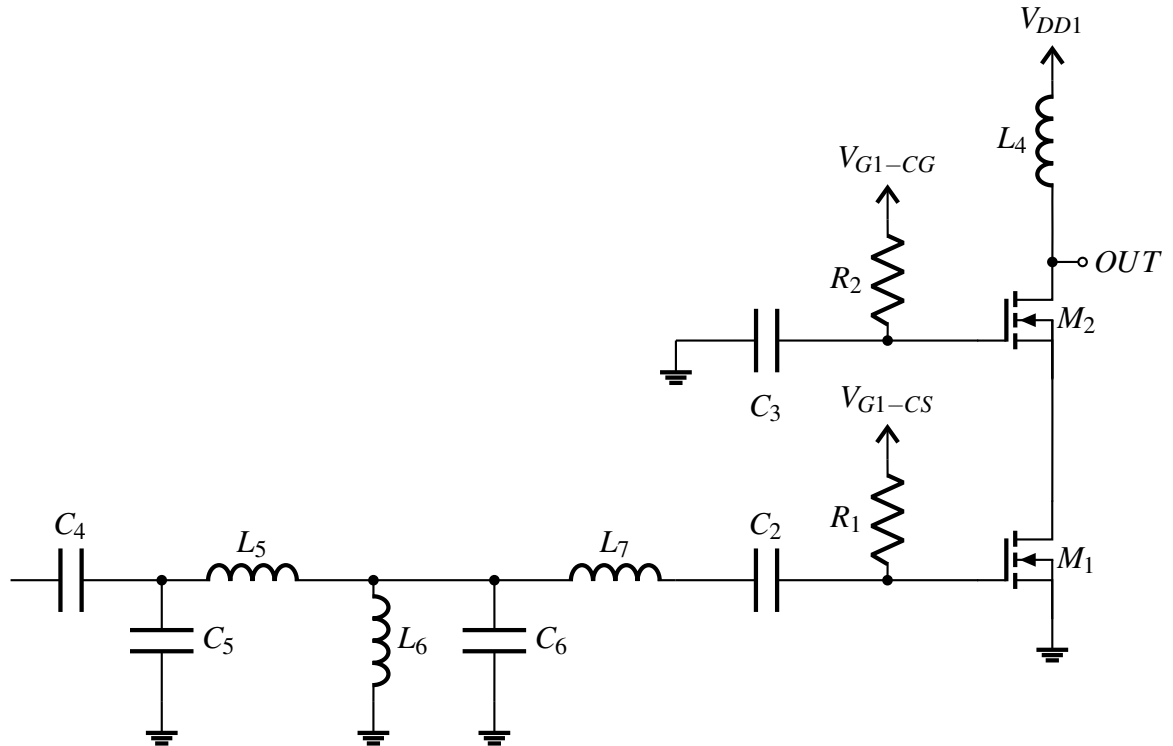 V_{DD1}
L_4
V_{G1-CG}
R_2
OUT
M_2
C_3
V_{G1-CS}
R_1
C_4
L_5
L_7
C_2
M_1
C_5
L_6
C_6